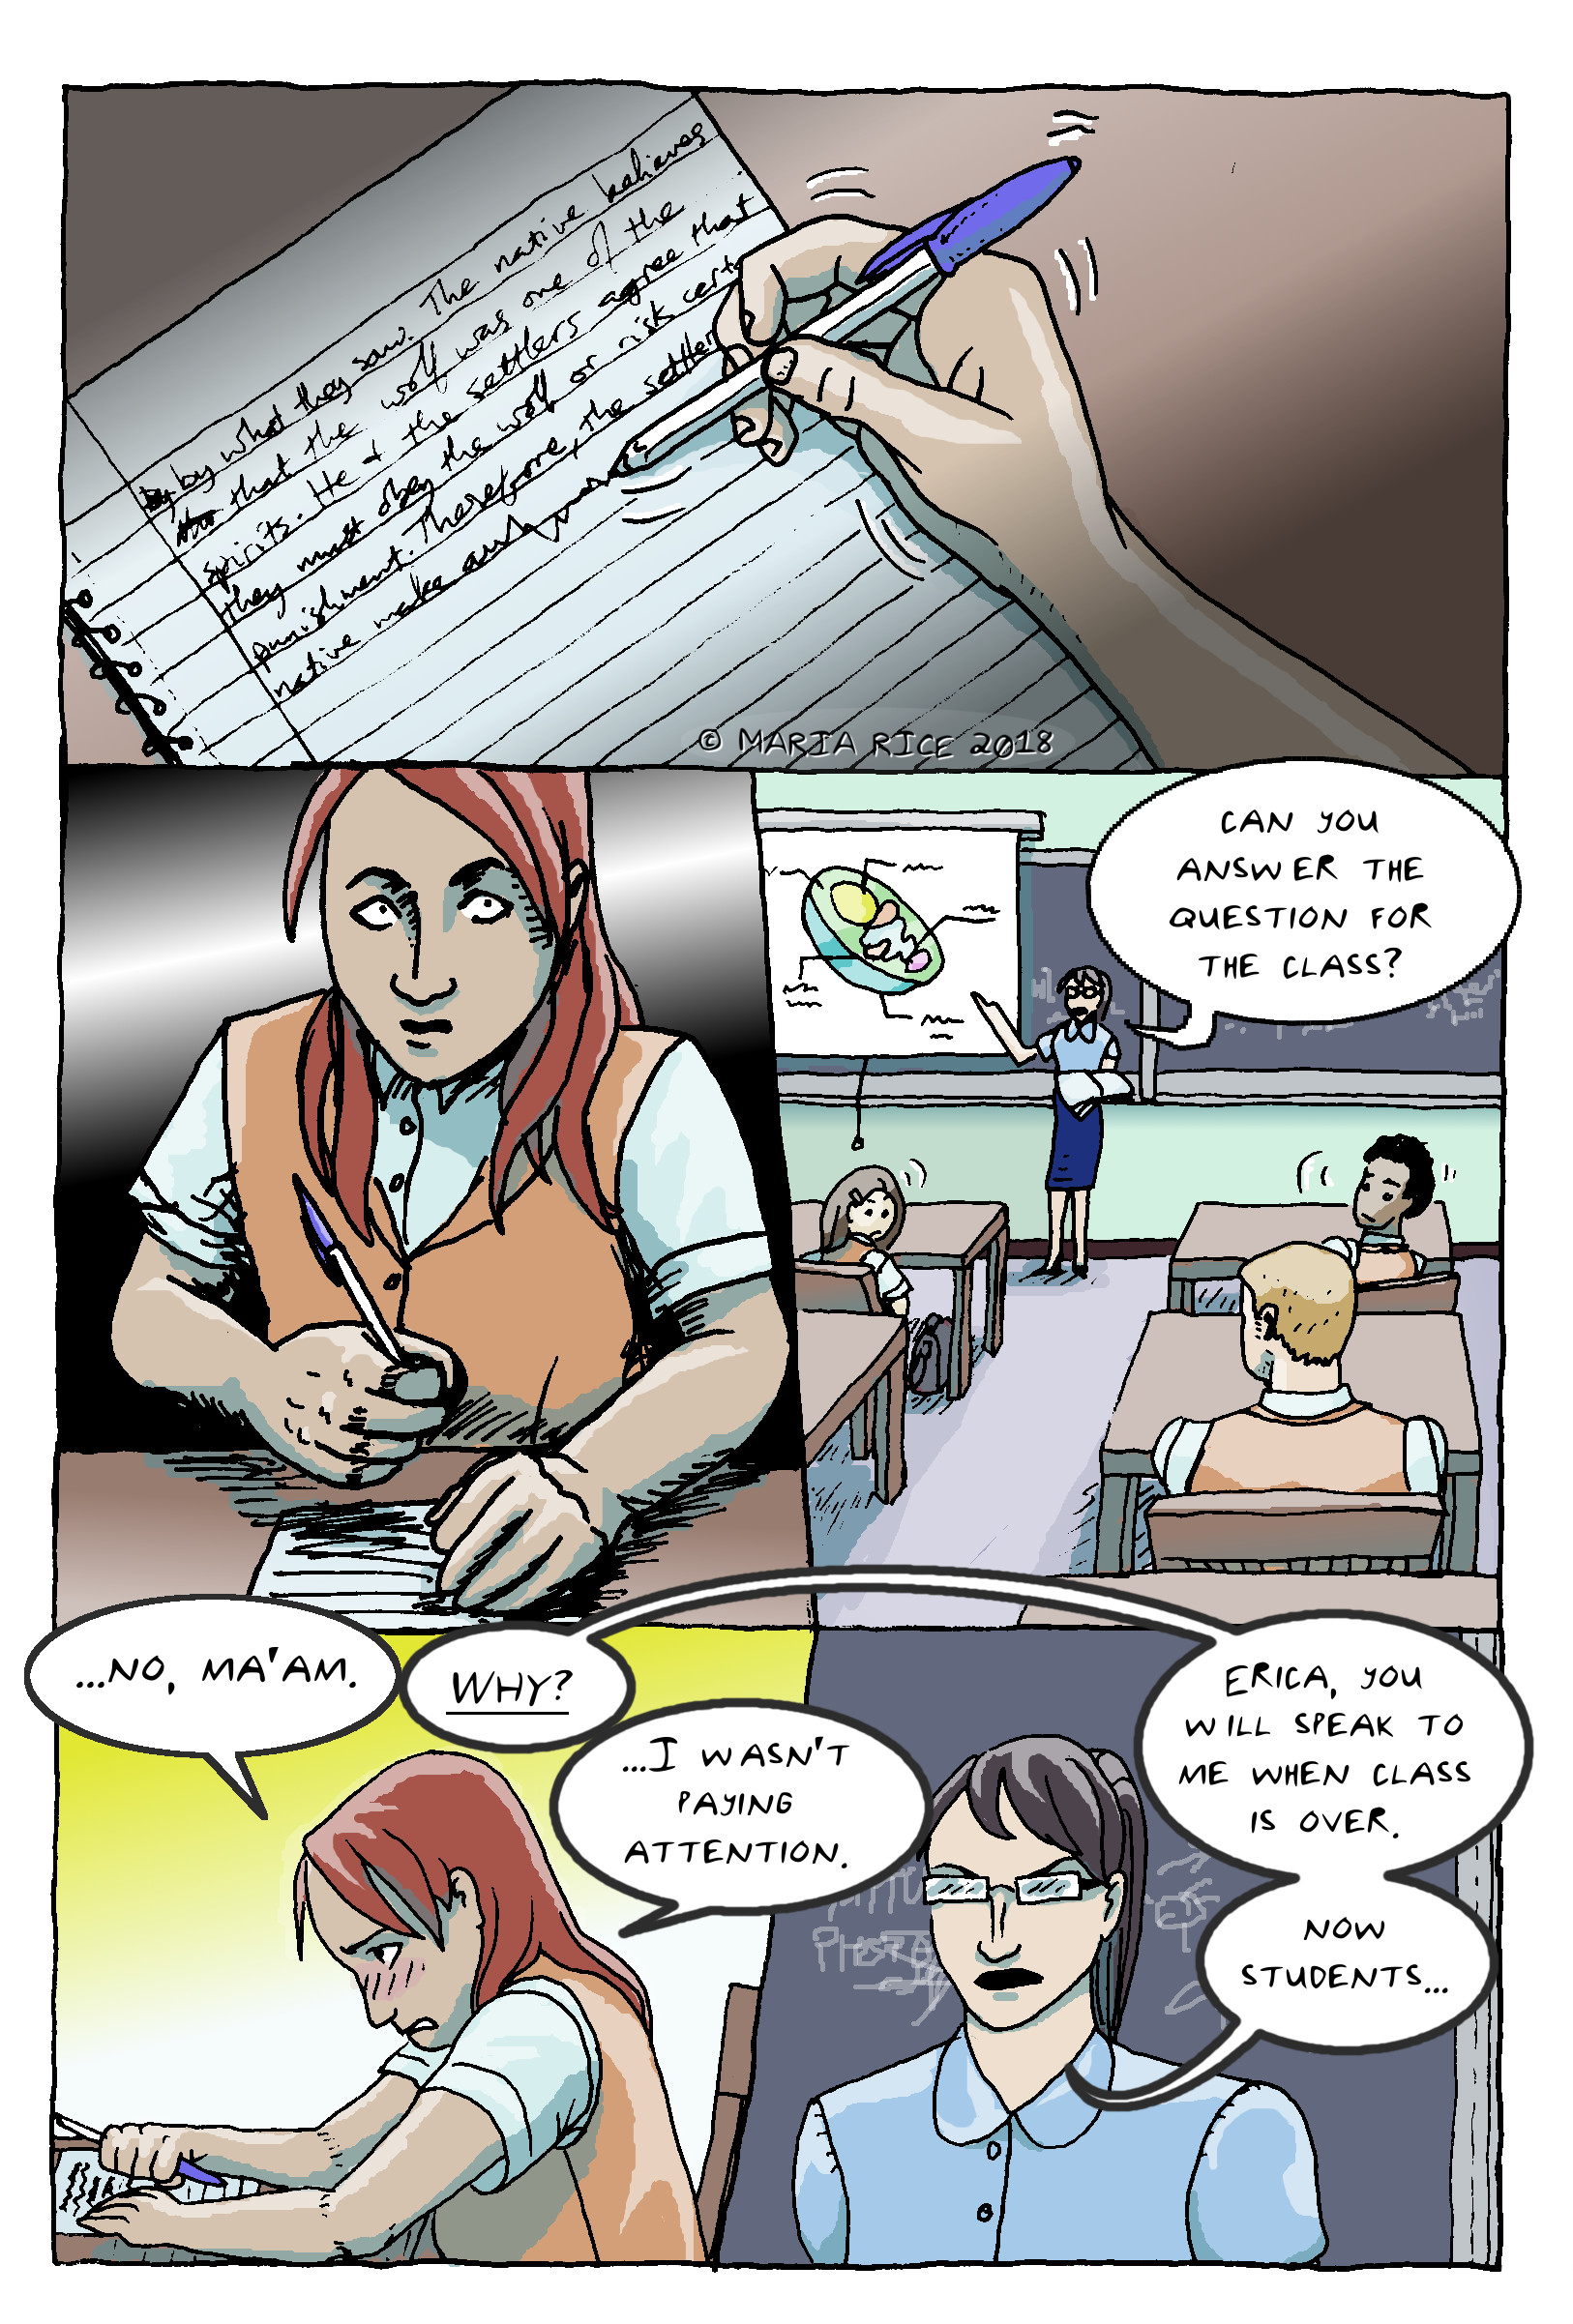 by by what they saw. The native believes
that the wolf was one of the
spirits. He & the settlers agree that
they must obey the wolf or risk cert
punishment. Therefore, the settler
native make
© MARIA RICE 2018
CAN YOU
ANSWER THE
QUESTION FOR
THE CLASS?
...NO, MA'AM.
WHY?
...I WASN'T
PAYING
ATTENTION.
ERICA, YOU
WILL SPEAK TO
ME WHEN CLASS
IS OVER.
NOW
STUDENTS...